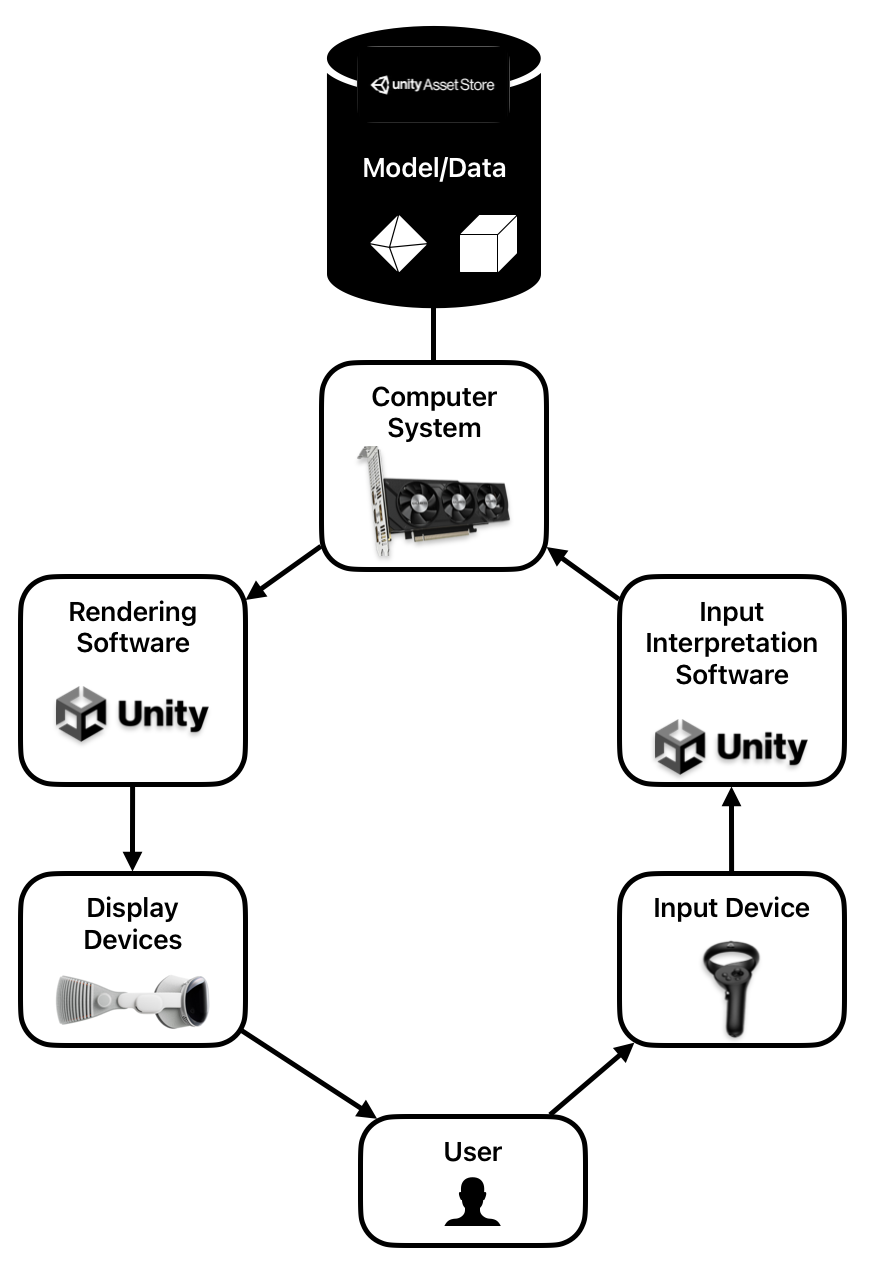 unity Asset Store
Model/Data
Computer
System
Rendering
Software
Unity
Input
Interpretation
Software
Unity
Display
Devices
Input Device
User